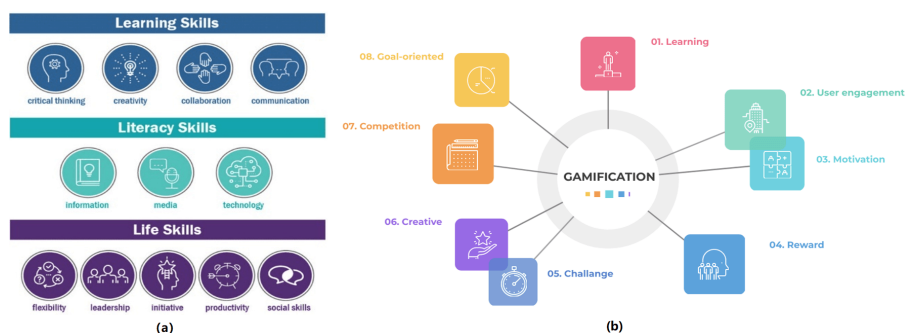 Learning Skills
critical thinking creativity collaboration communication
Literacy Skills
information media technology
Life Skills
flexibility leadership initiative productivity social skills
(a)
01. Learning
02. User engagement
03. Motivation
04. Reward
05. Challange
06. Creative
07. Competition
08. Goal-oriented
GAMIFICATION
(b)